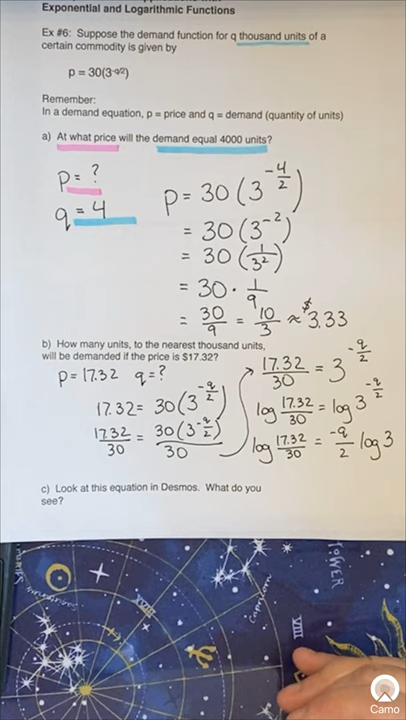 Exponential and Logarithmic Functions
Ex #6: Suppose the demand function for q thousand units of a
certain commodity is given by
p = 30(3^-q/2)
Remember:
In a demand equation, p = price and q = demand (quantity of units)
a) At what price will the demand equal 4000 units?
p = ?
q = 4
p = 30 (3^-4/2)
= 30 (3^-2)
= 30 (1/3^2)
= 30 · 1/9
= 30/9 = 10/3 ≈ $3.33
b) How many units, to the nearest thousand units,
will be demanded if the price is $17.32?
p = 17.32 q = ?
17.32 = 30 (3^-q/2)
17.32/30 = 30 (3^-q/2)/30
17.32/30 = 3^-q/2
log 17.32/30 = log 3^-q/2
log 17.32/30 = -q/2 log 3
c) Look at this equation in Desmos. What do you
see?
VIII
Camo